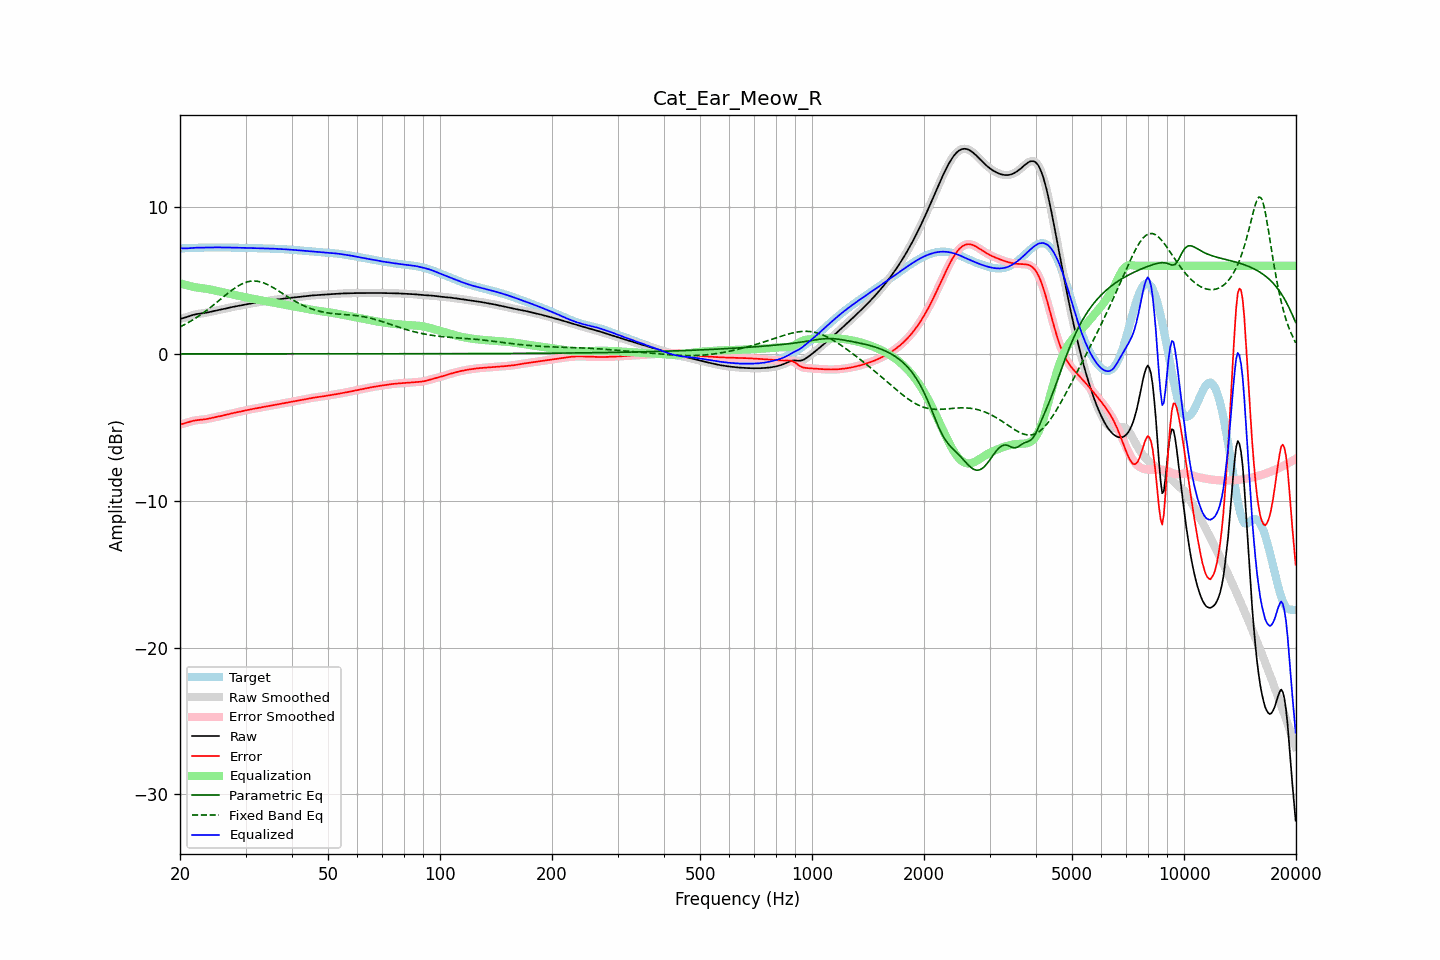 Cat_Ear_Meow_R
Amplitude (dBr)
10
0
−10
−20
−30
Target
Raw Smoothed
Error Smoothed
Raw
Error
Equalization
Parametric Eq
Fixed Band Eq
Equalized
20 50 100 200 500 1000 2000 5000 10000 20000
Frequency (Hz)